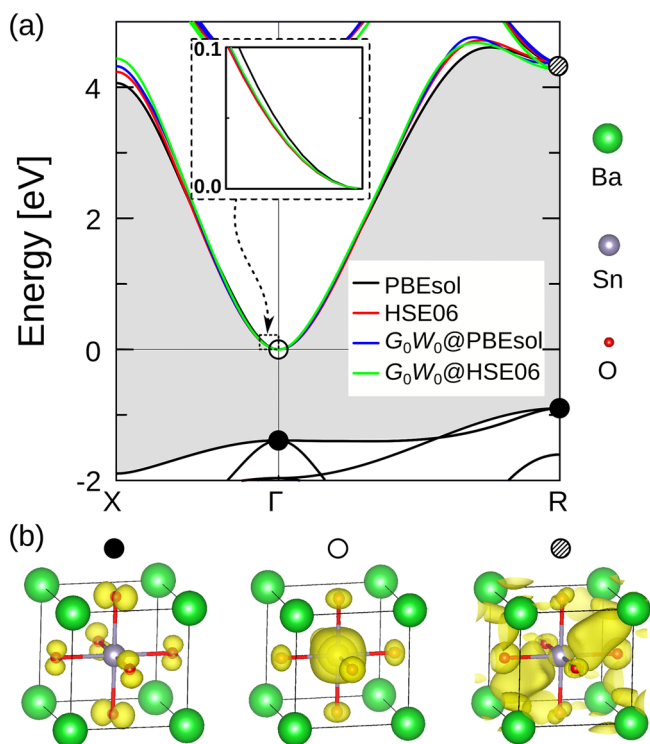 (a)
Energy [eV]
4
2
0
-2
0.1
0.0
PBEsol
HSE06
G₀W₀@PBEsol
G₀W₀@HSE06
X
Γ
R
Ba
Sn
O
(b)